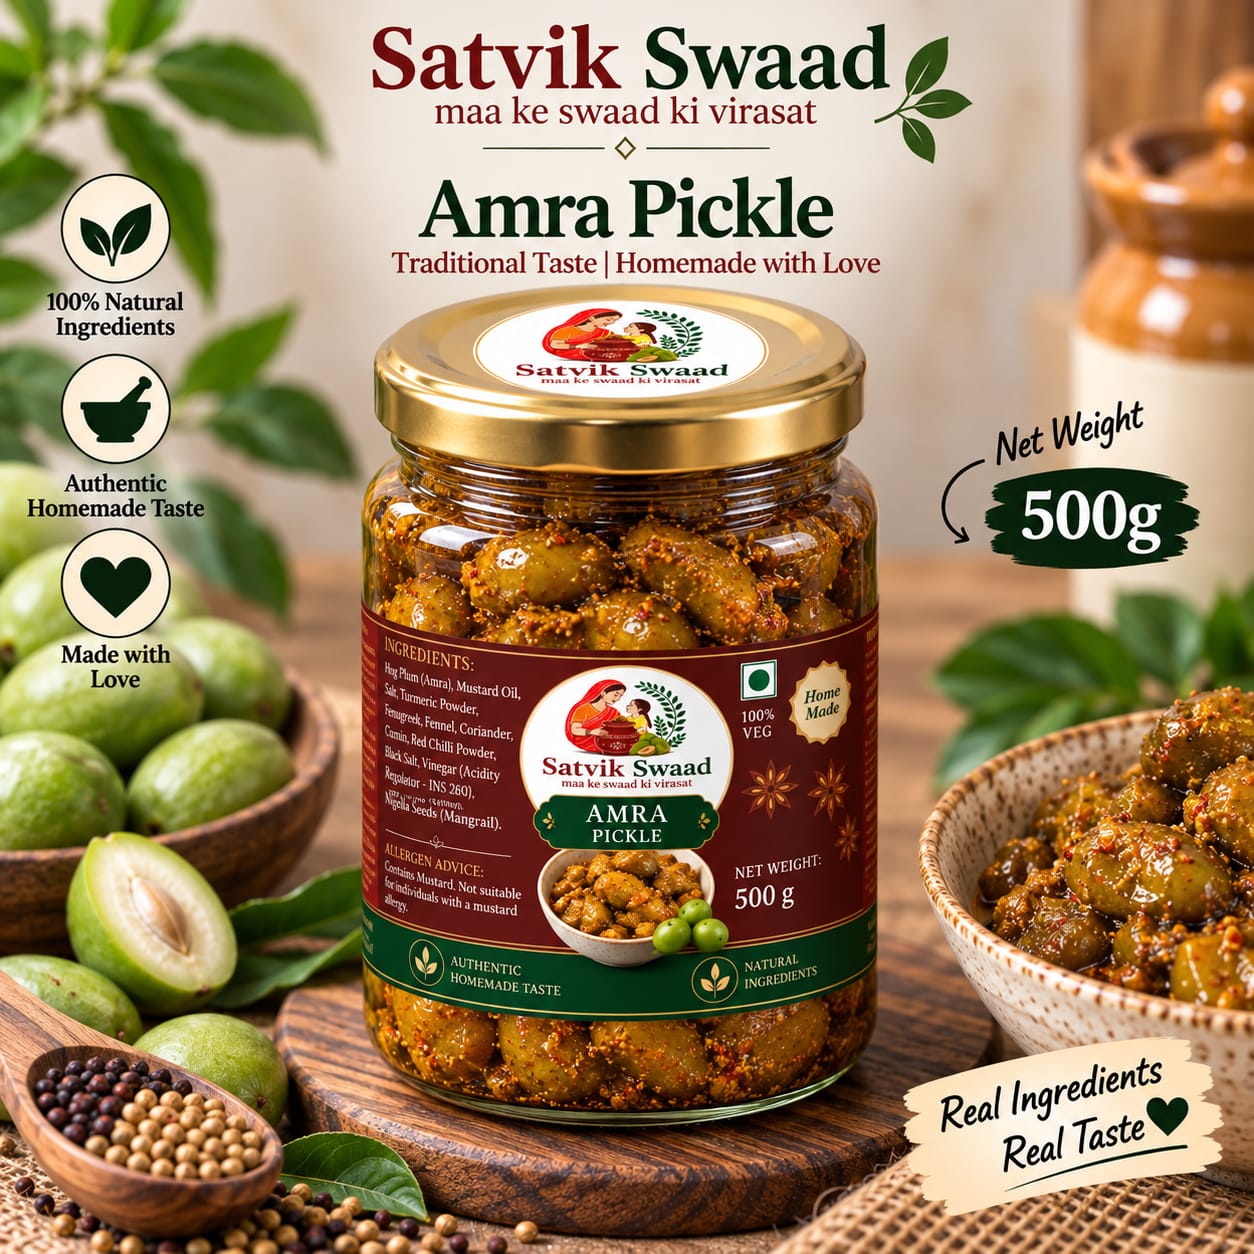 Satvik Swaad
maa ke swaad ki virasat
Amra Pickle
Traditional Taste | Homemade with Love
100% Natural
Ingredients
Authentic
Homemade Taste
Made with
Love
Net Weight
500g
Satvik Swaad
maa ke swaad ki virasat
INGREDIENTS:
Hog Plum (Amra), Mustard Oil,
Salt, Turmeric Powder,
Fenugreek, Fennel, Coriander,
Cumin, Red Chilli Powder,
Black Salt, Vinegar (Acidity
Regulator - INS 260),
Nigella Seeds (Mangrail).
ALLERGEN ADVICE:
Contains Mustard. Not suitable
for individuals with a mustard
allergy.
Satvik Swaad
maa ke swaad ki virasat
AMRA
PICKLE
100%
VEG
Home
Made
NET WEIGHT:
500 g
AUTHENTIC
HOMEMADE TASTE
NATURAL
INGREDIENTS
Real Ingredients
Real Taste